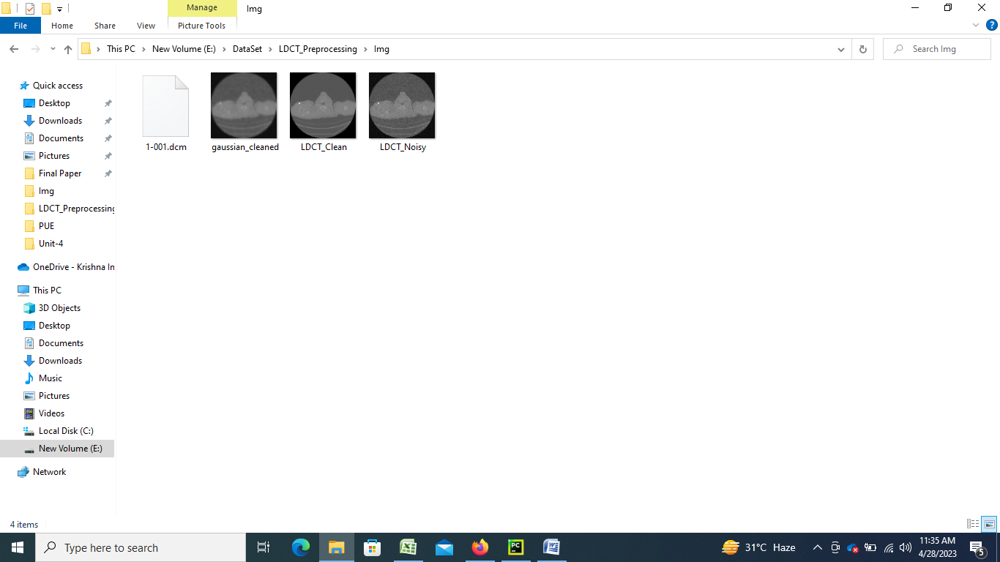 Manage
Img
File
Home
Share
View
Picture Tools
This PC
New Volume (E:)
DataSet
LDCT_Preprocessing
Img
Search Img
Quick access
Desktop
Downloads
Documents
Pictures
Final Paper
Img
LDCT_Preprocessing
PUE
Unit-4
OneDrive - Krishna In
This PC
3D Objects
Desktop
Documents
Downloads
Music
Pictures
Videos
Local Disk (C:)
New Volume (E:)
Network
1-001.dcm
gaussian_cleaned
LDCT_Clean
LDCT_Noisy
4 items
Type here to search
PC
31°C Haze
11:35 AM
4/28/2023
5